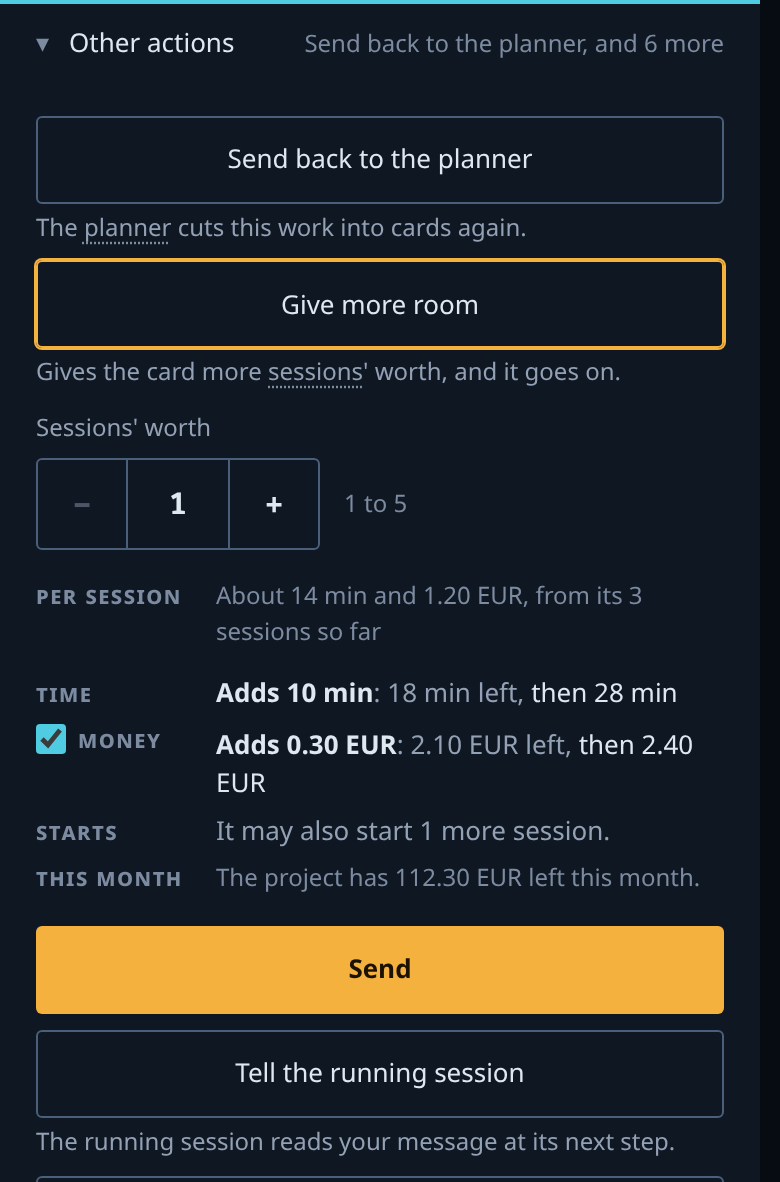 ▼ Other actions Send back to the planner, and 6 more
Send back to the planner
The planner cuts this work into cards again.
Give more room
Gives the card more sessions' worth, and it goes on.
Sessions' worth
− 1 + 1 to 5
PER SESSION About 14 min and 1.20 EUR, from its 3
sessions so far
TIME Adds 10 min: 18 min left, then 28 min
MONEY Adds 0.30 EUR: 2.10 EUR left, then 2.40
EUR
STARTS It may also start 1 more session.
THIS MONTH The project has 112.30 EUR left this month.
Send
Tell the running session
The running session reads your message at its next step.